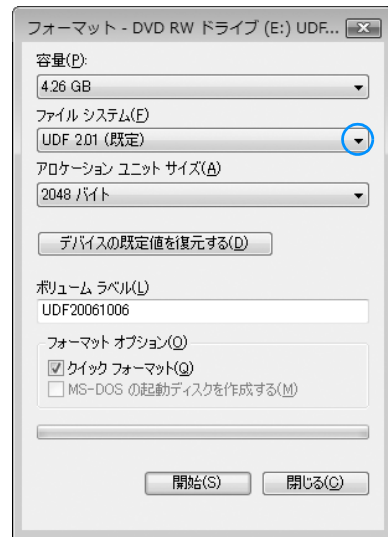 フォーマット - DVD RW ドライブ (E:) UDF...
容量(P):
4.26 GB
ファイル システム(F)
UDF 2.01 (既定)
アロケーション ユニット サイズ(A)
2048 バイト
デバイスの既定値を復元する(D)
ボリューム ラベル(L)
UDF20061006
フォーマット オプション(O)
クイック フォーマット(Q)
MS-DOS の起動ディスクを作成する(M)
開始(S) 閉じる(C)